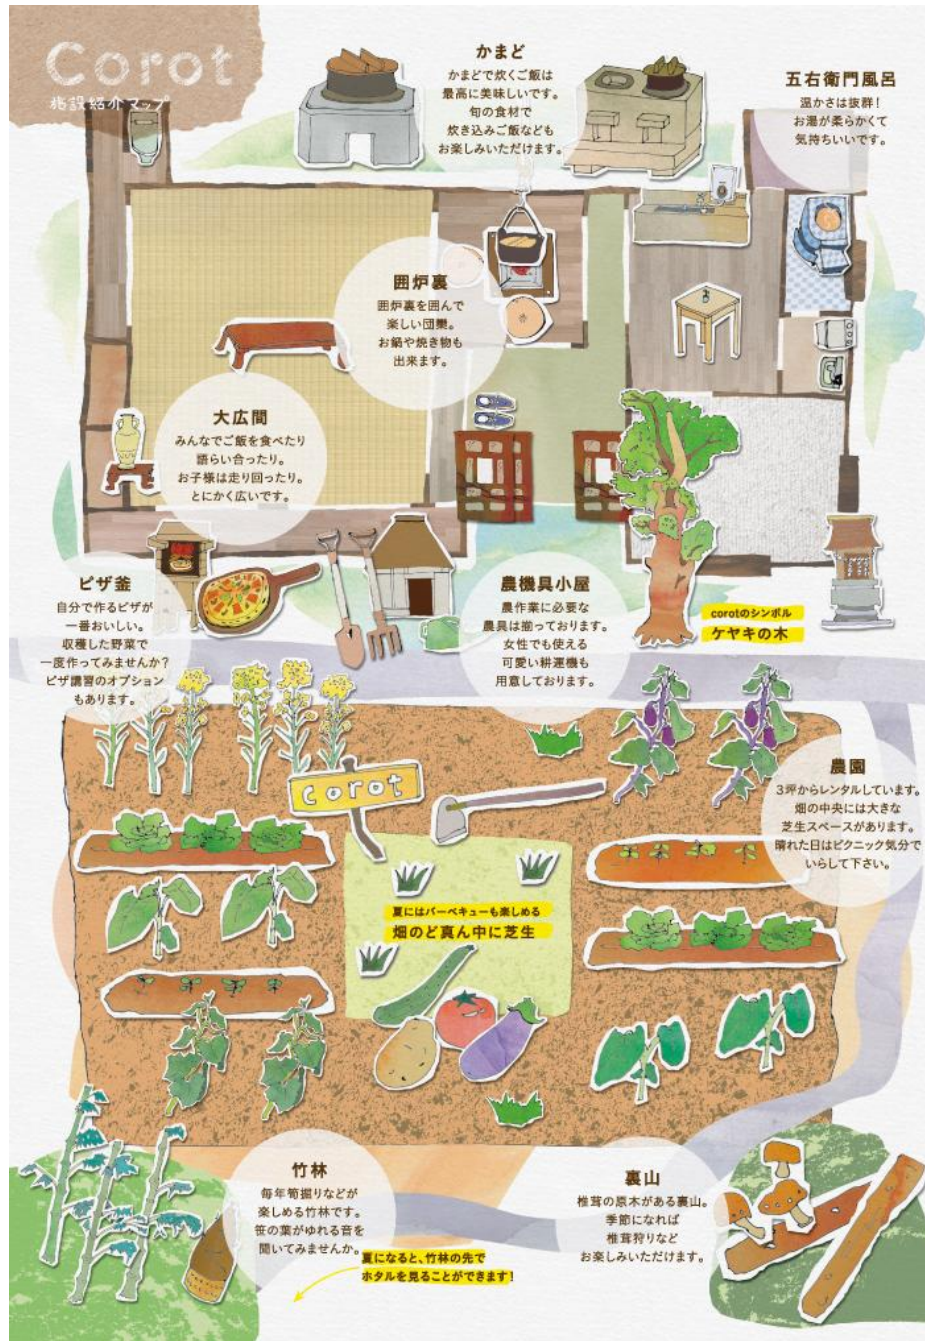 Corot
施設紹介マップ
かまど
かまどで炊くご飯は
最高に美味しいです。
旬の食材で
炊き込みご飯なども
お楽しみいただけます。
五右衛門風呂
温かさは抜群！
お湯が柔らかくて
気持ちいいです。
囲炉裏
囲炉裏を囲んで
楽しい団欒。
お鍋や焼き物も
出来ます。
大広間
みんなでご飯を食べたり
語らい合ったり。
お子様は走り回ったり。
とにかく広いです。
ピザ釜
自分で作るピザが
一番おいしい。
収穫した野菜で
一度作ってみませんか？
ピザ講習のオプション
もあります。
農機具小屋
農作業に必要な
農具は揃っております。
女性でも使える
可愛い耕運機も
用意しております。
corotのシンボル
ケヤキの木
corot
農園
3坪からレンタルしています。
畑の中央には大きな
芝生スペースがあります。
晴れた日はピクニック気分で
いらして下さい。
夏にはバーベキューも楽しめる
畑のど真ん中に芝生
竹林
毎年筍掘りなどが
楽しめる竹林です。
笹の葉がゆれる音を
聞いてみませんか。
夏になると、竹林の先で
ホタルを見ることができます！
裏山
椎茸の原木がある裏山。
季節になれば
椎茸狩りなど
お楽しみいただけます。